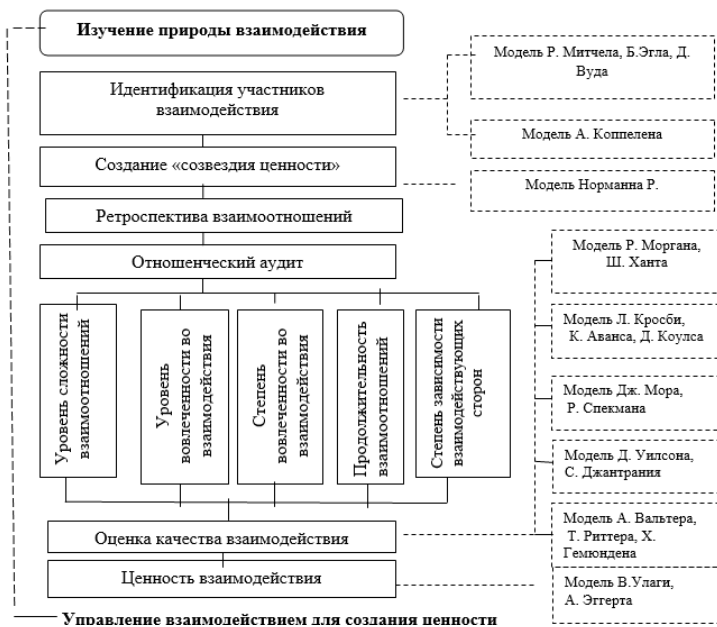 Изучение природы взаимодействия
Идентификация участников
взаимодействия
Создание «созвездия ценности»
Ретроспектива взаимоотношений
Отношенческий аудит
Уровень сложности
взаимоотношений
Уровень
вовлеченности во
взаимодействия
Степень
вовлеченности во
взаимодействия
Продолжительность
взаимоотношений
Степень зависимости
взаимодействующих
сторон
Оценка качества взаимодействия
Ценность взаимодействия
Управление взаимодействием для создания ценности
Модель Р. Митчела, Б.Эгла, Д.
Вуда
Модель А. Коппелена
Модель Норманна Р.
Модель Р. Моргана,
Ш. Ханта
Модель Л. Кросби,
К. Аванса, Д. Коулса
Модель Дж. Мора,
Р. Спекмана
Модель Д. Уилсона,
С. Джантрания
Модель А. Вальтера,
Т. Риттера, Х.
Гемюндена
Модель В.Улаги,
А. Эггерта